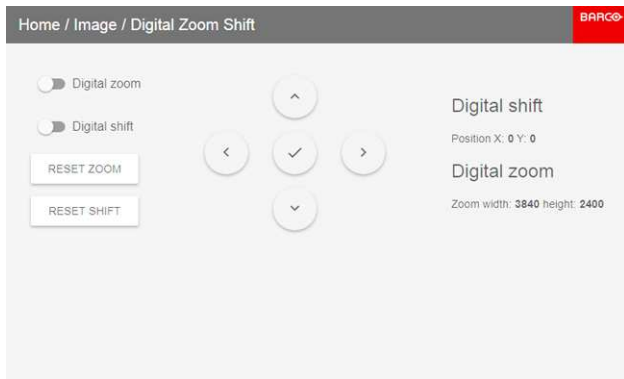 Home / Image / Digital Zoom Shift
BARCO
Digital zoom
Digital shift
RESET ZOOM
RESET SHIFT
Digital shift
Position X: 0 Y: 0
Digital zoom
Zoom width: 3840 height: 2400